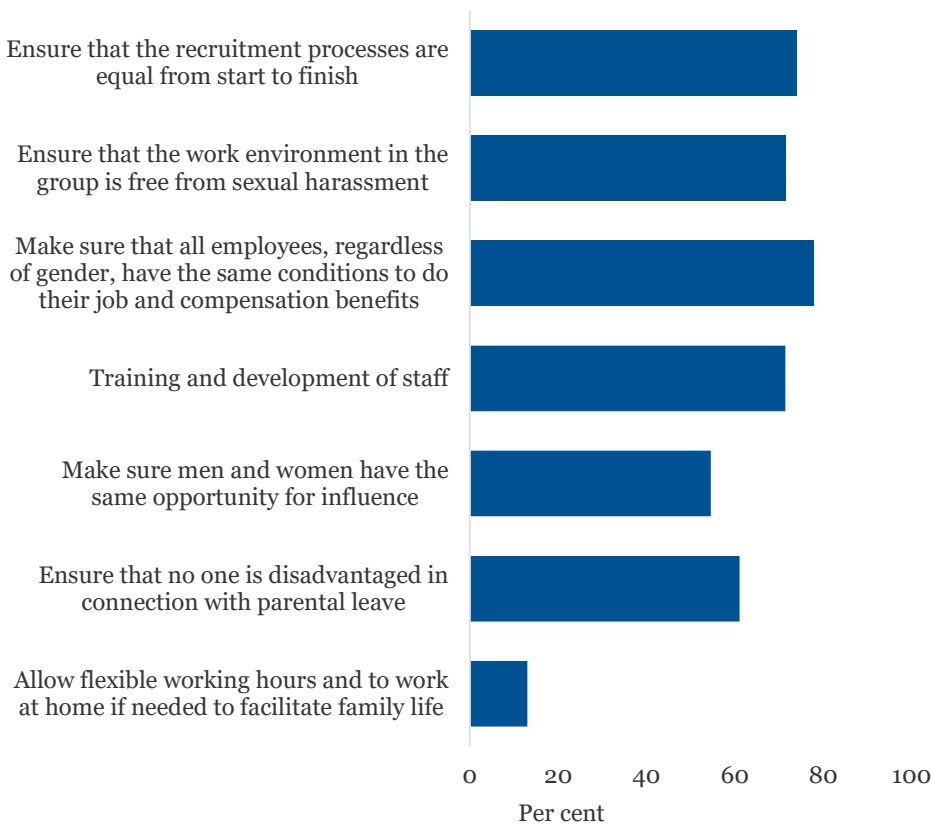 Ensure that the recruitment processes are
equal from start to finish
Ensure that the work environment in the
group is free from sexual harassment
Make sure that all employees, regardless
of gender, have the same conditions to do
their job and compensation benefits
Training and development of staff
Make sure men and women have the
same opportunity for influence
Ensure that no one is disadvantaged in
connection with parental leave
Allow flexible working hours and to work
at home if needed to facilitate family life
0 20 40 60 80 100
Per cent